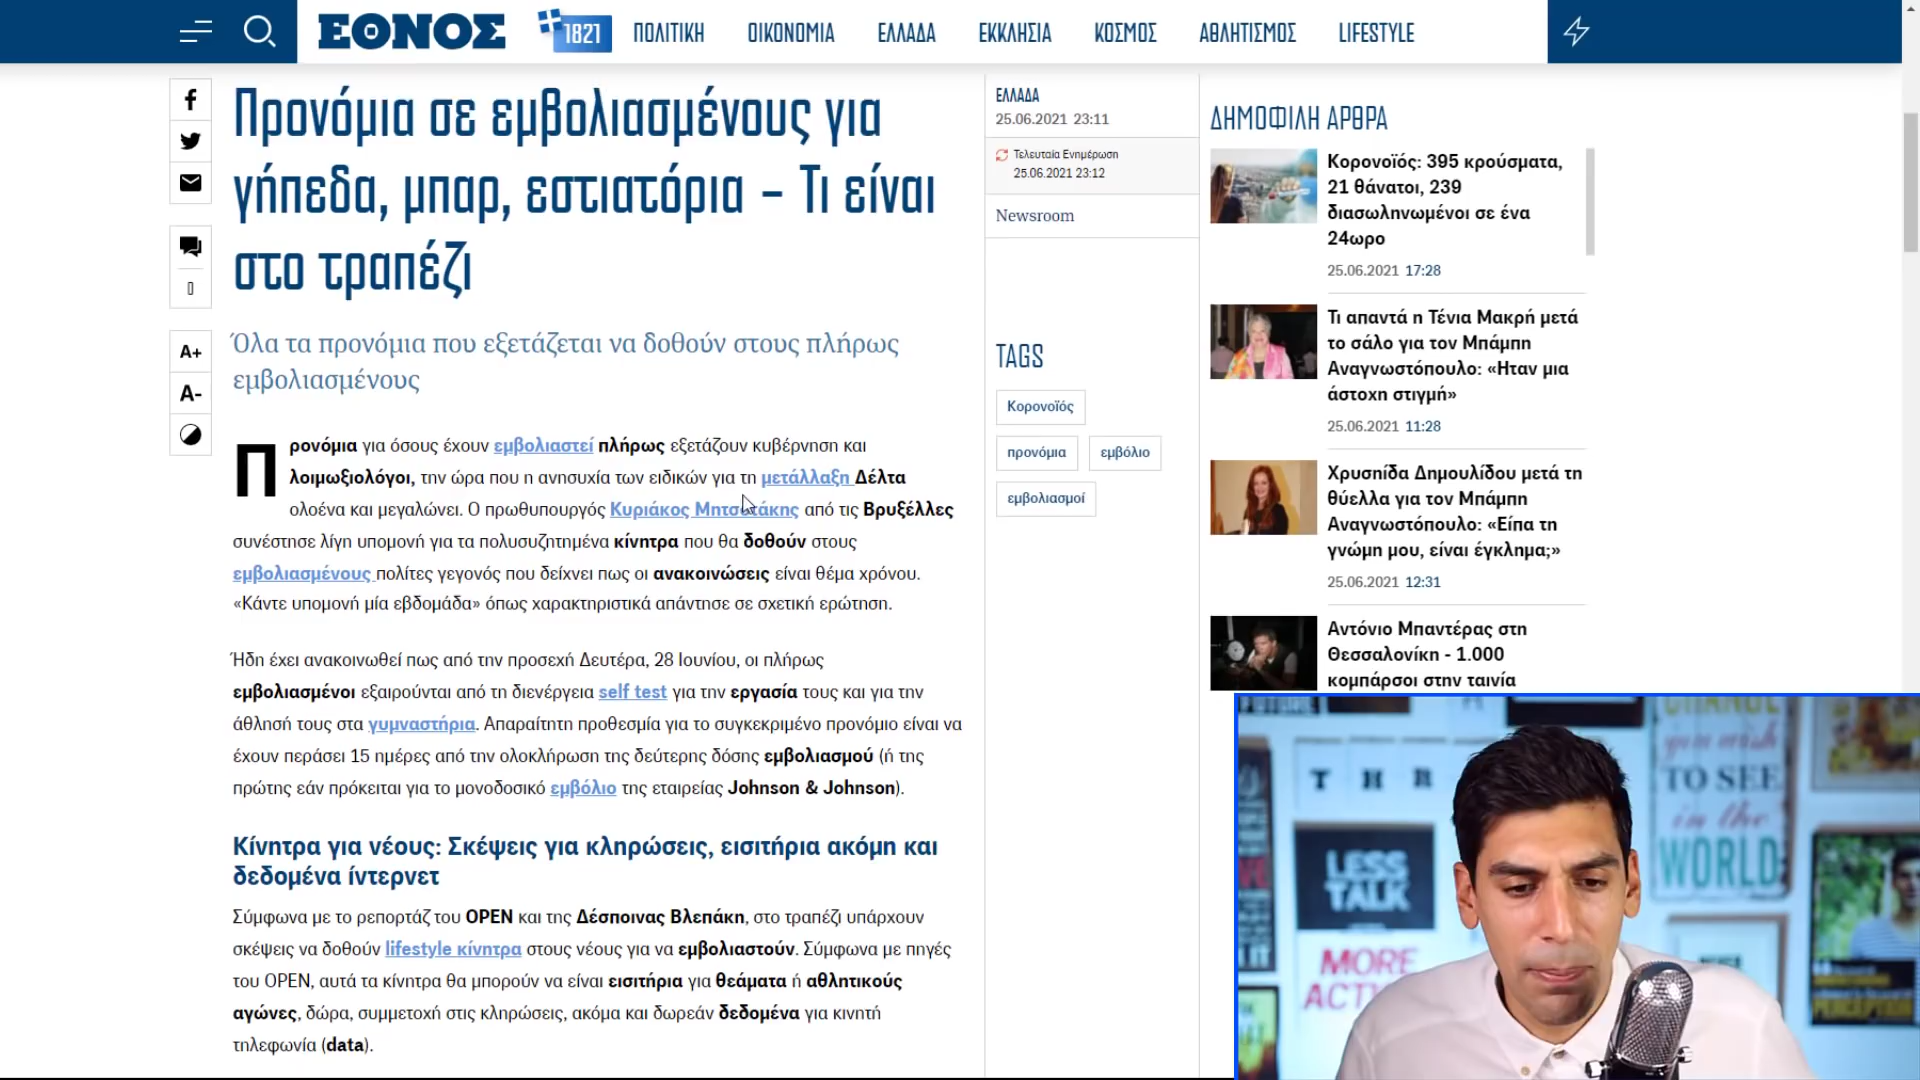 ΕΘΝΟΣ
1821
ΠΟΛΙΤΙΚΗ
ΟΙΚΟΝΟΜΙΑ
ΕΛΛΑΔΑ
ΕΚΚΛΗΣΙΑ
ΚΟΣΜΟΣ
ΑΘΛΗΤΙΣΜΟΣ
LIFESTYLE
Προνόμια σε εμβολιασμένους για
γήπεδα, μπαρ, εστιατόρια – Τι είναι
στο τραπέζι
Όλα τα προνόμια που εξετάζεται να δοθούν στους πλήρως
εμβολιασμένους
A+
A-
Προνόμια για όσους έχουν εμβολιαστεί πλήρως εξετάζουν κυβέρνηση και
λοιμωξιολόγοι, την ώρα που η ανησυχία των ειδικών για τη μετάλλαξη Δέλτα
ολοένα και μεγαλώνει. Ο πρωθυπουργός Κυριάκος Μητσοτάκης από τις Βρυξέλλες
συνέστησε λίγη υπομονή για τα πολυσυζητημένα κίνητρα που θα δοθούν στους
εμβολιασμένους πολίτες γεγονός που δείχνει πως οι ανακοινώσεις είναι θέμα χρόνου.
«Κάντε υπομονή μία εβδομάδα» όπως χαρακτηριστικά απάντησε σε σχετική ερώτηση.
Ήδη έχει ανακοινωθεί πως από την προσεχή Δευτέρα, 28 Ιουνίου, οι πλήρως
εμβολιασμένοι εξαιρούνται από τη διενέργεια self test για την εργασία τους και για την
άθλησή τους στα γυμναστήρια. Απαραίτητη προθεσμία για το συγκεκριμένο προνόμιο είναι να
έχουν περάσει 15 ημέρες από την ολοκλήρωση της δεύτερης δόσης εμβολιασμού (ή της
πρώτης εάν πρόκειται για το μονοδοσικό εμβόλιο της εταιρείας Johnson & Johnson).
Κίνητρα για νέους: Σκέψεις για κληρώσεις, εισιτήρια ακόμη και
δεδομένα ίντερνετ
Σύμφωνα με το ρεπορτάζ του OPEN και της Δέσποινας Βλεπάκη, στο τραπέζι υπάρχουν
σκέψεις να δοθούν lifestyle κίνητρα στους νέους για να εμβολιαστούν. Σύμφωνα με πηγές
του OPEN, αυτά τα κίνητρα θα μπορούν να είναι εισιτήρια για θεάματα ή αθλητικούς
αγώνες, δώρα, συμμετοχή στις κληρώσεις, ακόμα και δωρεάν δεδομένα για κινητή
τηλεφωνία (data).
ΕΛΛΑΔΑ
25.06.2021 23:11
Τελευταία Ενημέρωση
25.06.2021 23:12
Newsroom
TAGS
Κορονοϊός
προνόμια
εμβόλιο
εμβολιασμοί
ΔΗΜΟΦΙΛΗ ΑΡΘΡΑ
Κορονοϊός: 395 κρούσματα,
21 θάνατοι, 239
διασωληνωμένοι σε ένα
24ωρο
25.06.2021 17:28
Τι απαντά η Τένια Μακρή μετά
το σάλο για τον Μπάμπη
Αναγνωστόπουλο: «Ηταν μια
άστοχη στιγμή»
25.06.2021 11:28
Χρυσηίδα Δημουλίδου μετά τη
θύελλα για τον Μπάμπη
Αναγνωστόπουλο: «Είπα τη
γνώμη μου, είναι έγκλημα;»
25.06.2021 12:31
Αντόνιο Μπαντέρας στη
Θεσσαλονίκη - 1.000
κομπάρσοι στην ταινία
FUTURE
CHANGE
you wish
TO SEE
in the
WORLD
THR
LESS
TALK
MORE
PERCEPTION